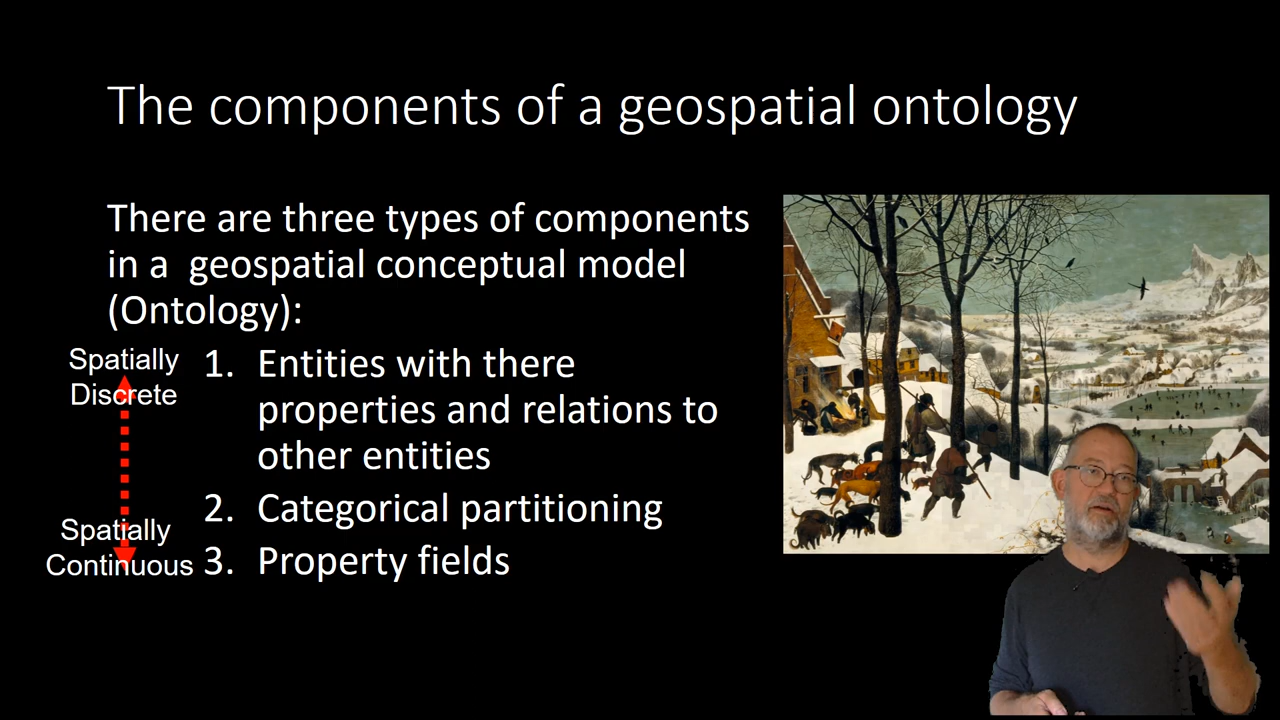 The components of a geospatial ontology
There are three types of components
in a geospatial conceptual model
(Ontology):
Spatially
Discrete
1. Entities with there
properties and relations to
other entities
2. Categorical partitioning
Spatially
Continuous
3. Property fields